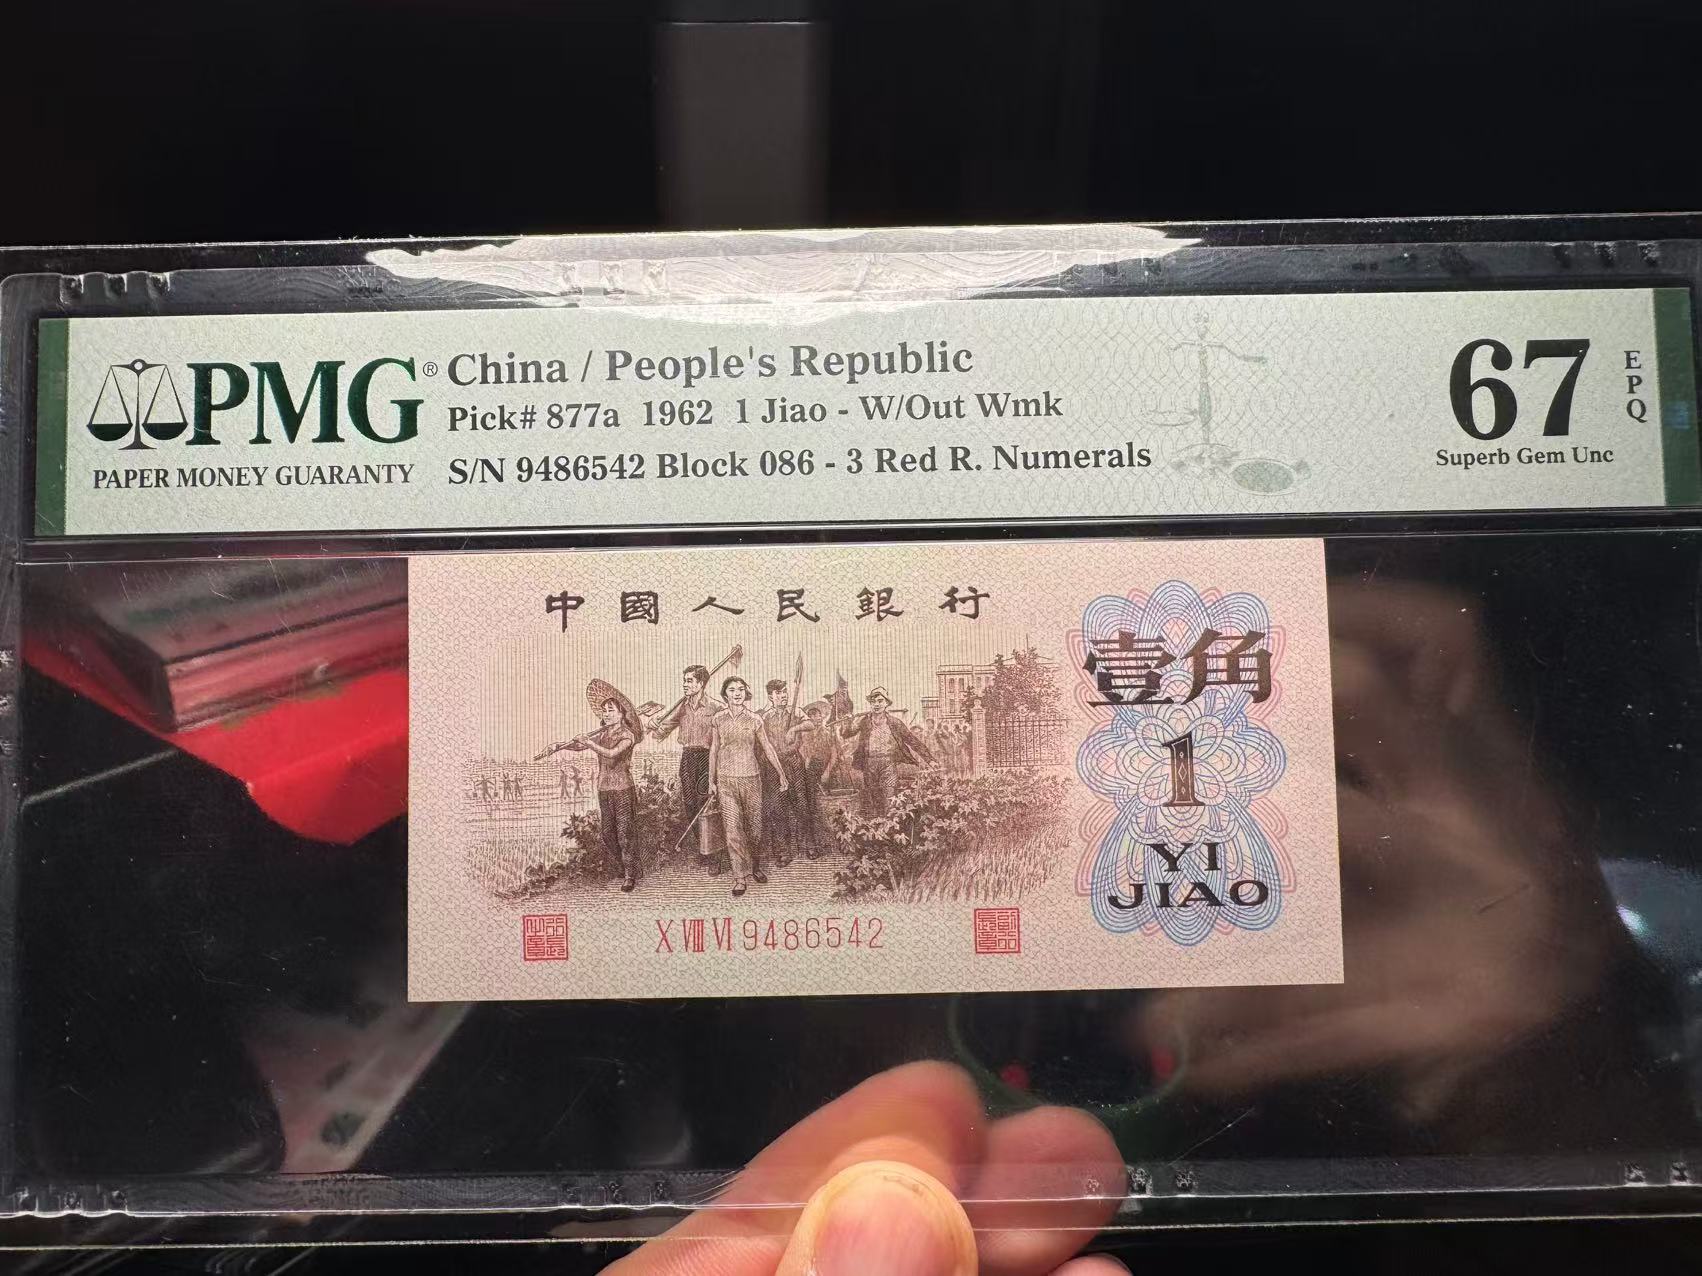 PMG®
PAPER MONEY GUARANTY
China / People's Republic
Pick# 877a 1962 1 Jiao - W/Out Wmk
S/N 9486542 Block 086 - 3 Red R. Numerals
67
EPQ
Superb Gem Unc
中國人民銀行
壹角
1
YI
JIAO
X VIII VI 9486542